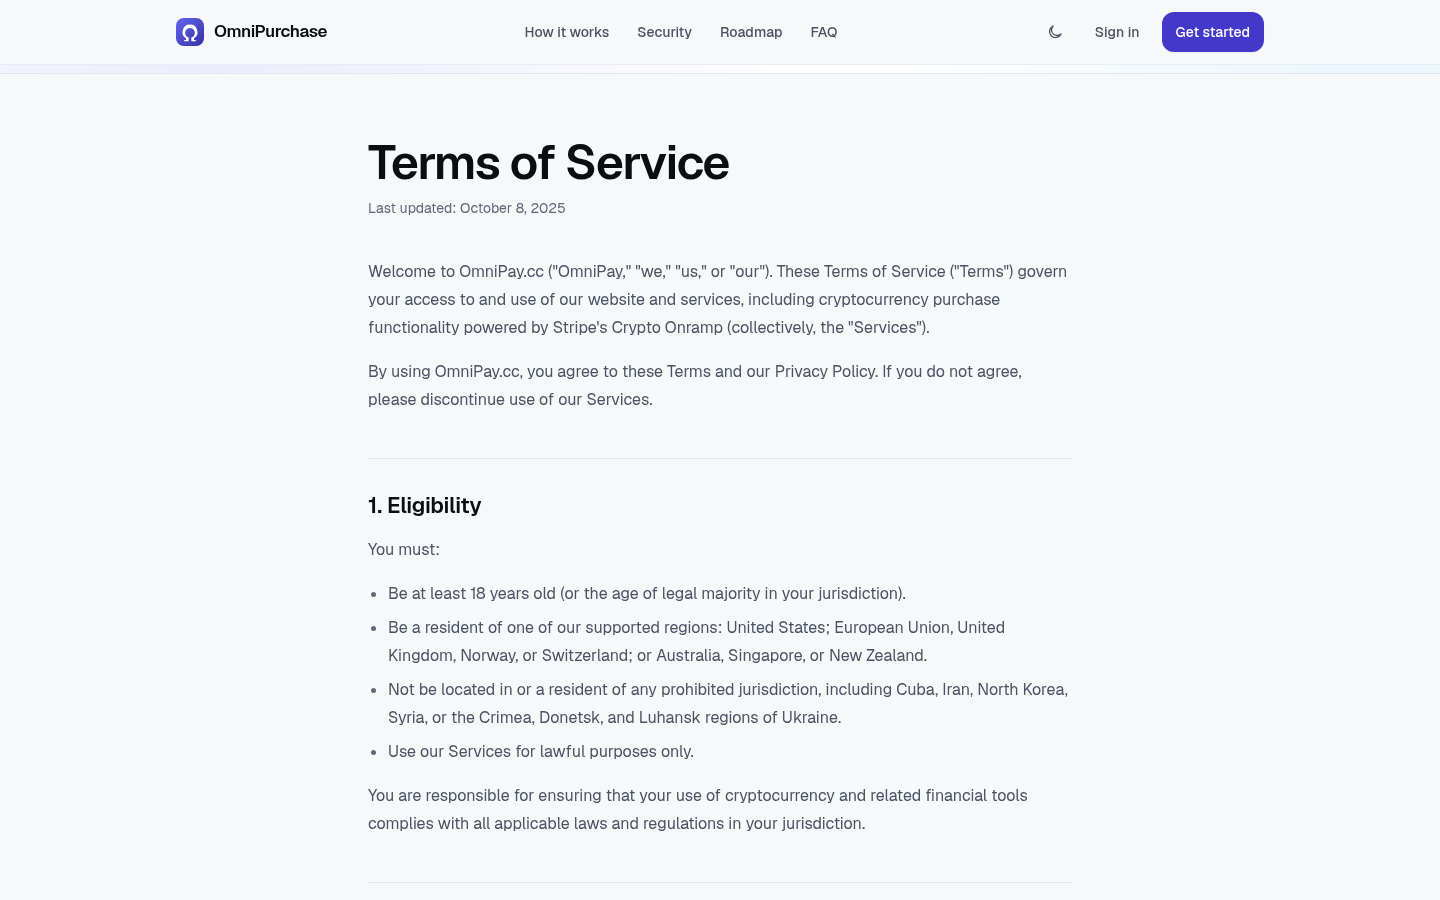 OmniPurchase
How it works
Security
Roadmap
FAQ
Sign in
Get started
Terms of Service
Last updated: October 8, 2025
Welcome to OmniPay.cc ("OmniPay," "we," "us," or "our"). These Terms of Service ("Terms") govern
your access to and use of our website and services, including cryptocurrency purchase
functionality powered by Stripe's Crypto Onramp (collectively, the "Services").
By using OmniPay.cc, you agree to these Terms and our Privacy Policy. If you do not agree,
please discontinue use of our Services.
1. Eligibility
You must:
• Be at least 18 years old (or the age of legal majority in your jurisdiction).
• Be a resident of one of our supported regions: United States; European Union, United
Kingdom, Norway, or Switzerland; or Australia, Singapore, or New Zealand.
• Not be located in or a resident of any prohibited jurisdiction, including Cuba, Iran, North Korea,
Syria, or the Crimea, Donetsk, and Luhansk regions of Ukraine.
• Use our Services for lawful purposes only.
You are responsible for ensuring that your use of cryptocurrency and related financial tools
complies with all applicable laws and regulations in your jurisdiction.